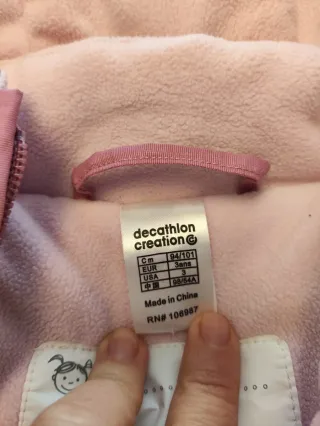 decathlon
creation
Cm 94/101
EUR 3ans
USA 3
中国 98/54A
Made in China
RN# 106987